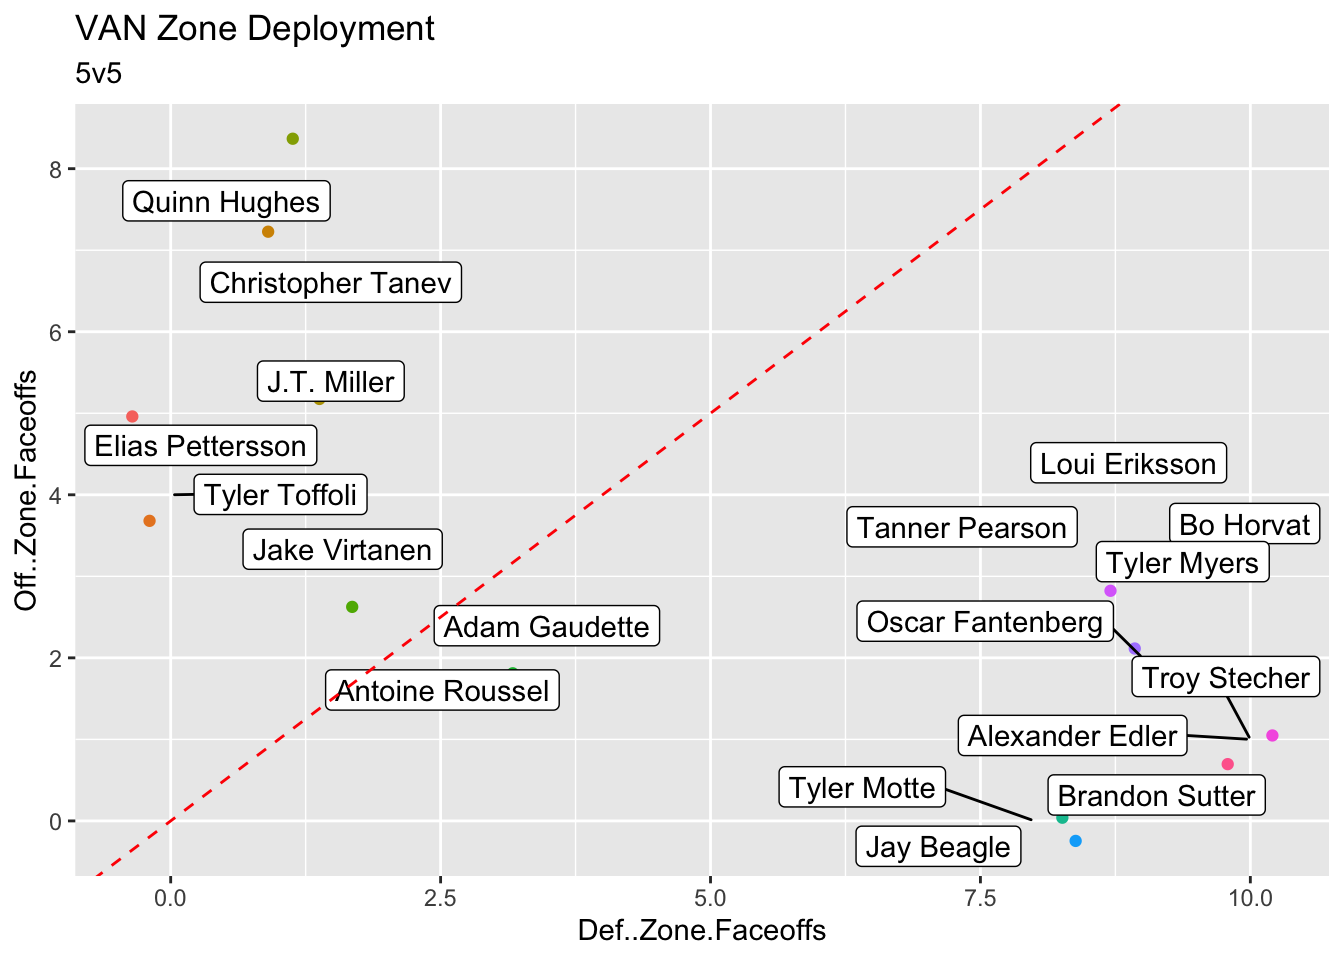 VAN Zone Deployment
5v5
Off..Zone.Faceoffs
8
6
4
2
0
Quinn Hughes
Christopher Tanev
J.T. Miller
Elias Pettersson
Tyler Toffoli
Jake Virtanen
Adam Gaudette
Antoine Roussel
Loui Eriksson
Tanner Pearson
Bo Horvat
Tyler Myers
Oscar Fantenberg
Troy Stecher
Alexander Edler
Tyler Motte
Brandon Sutter
Jay Beagle
0.0
2.5
5.0
7.5
10.0
Def..Zone.Faceoffs